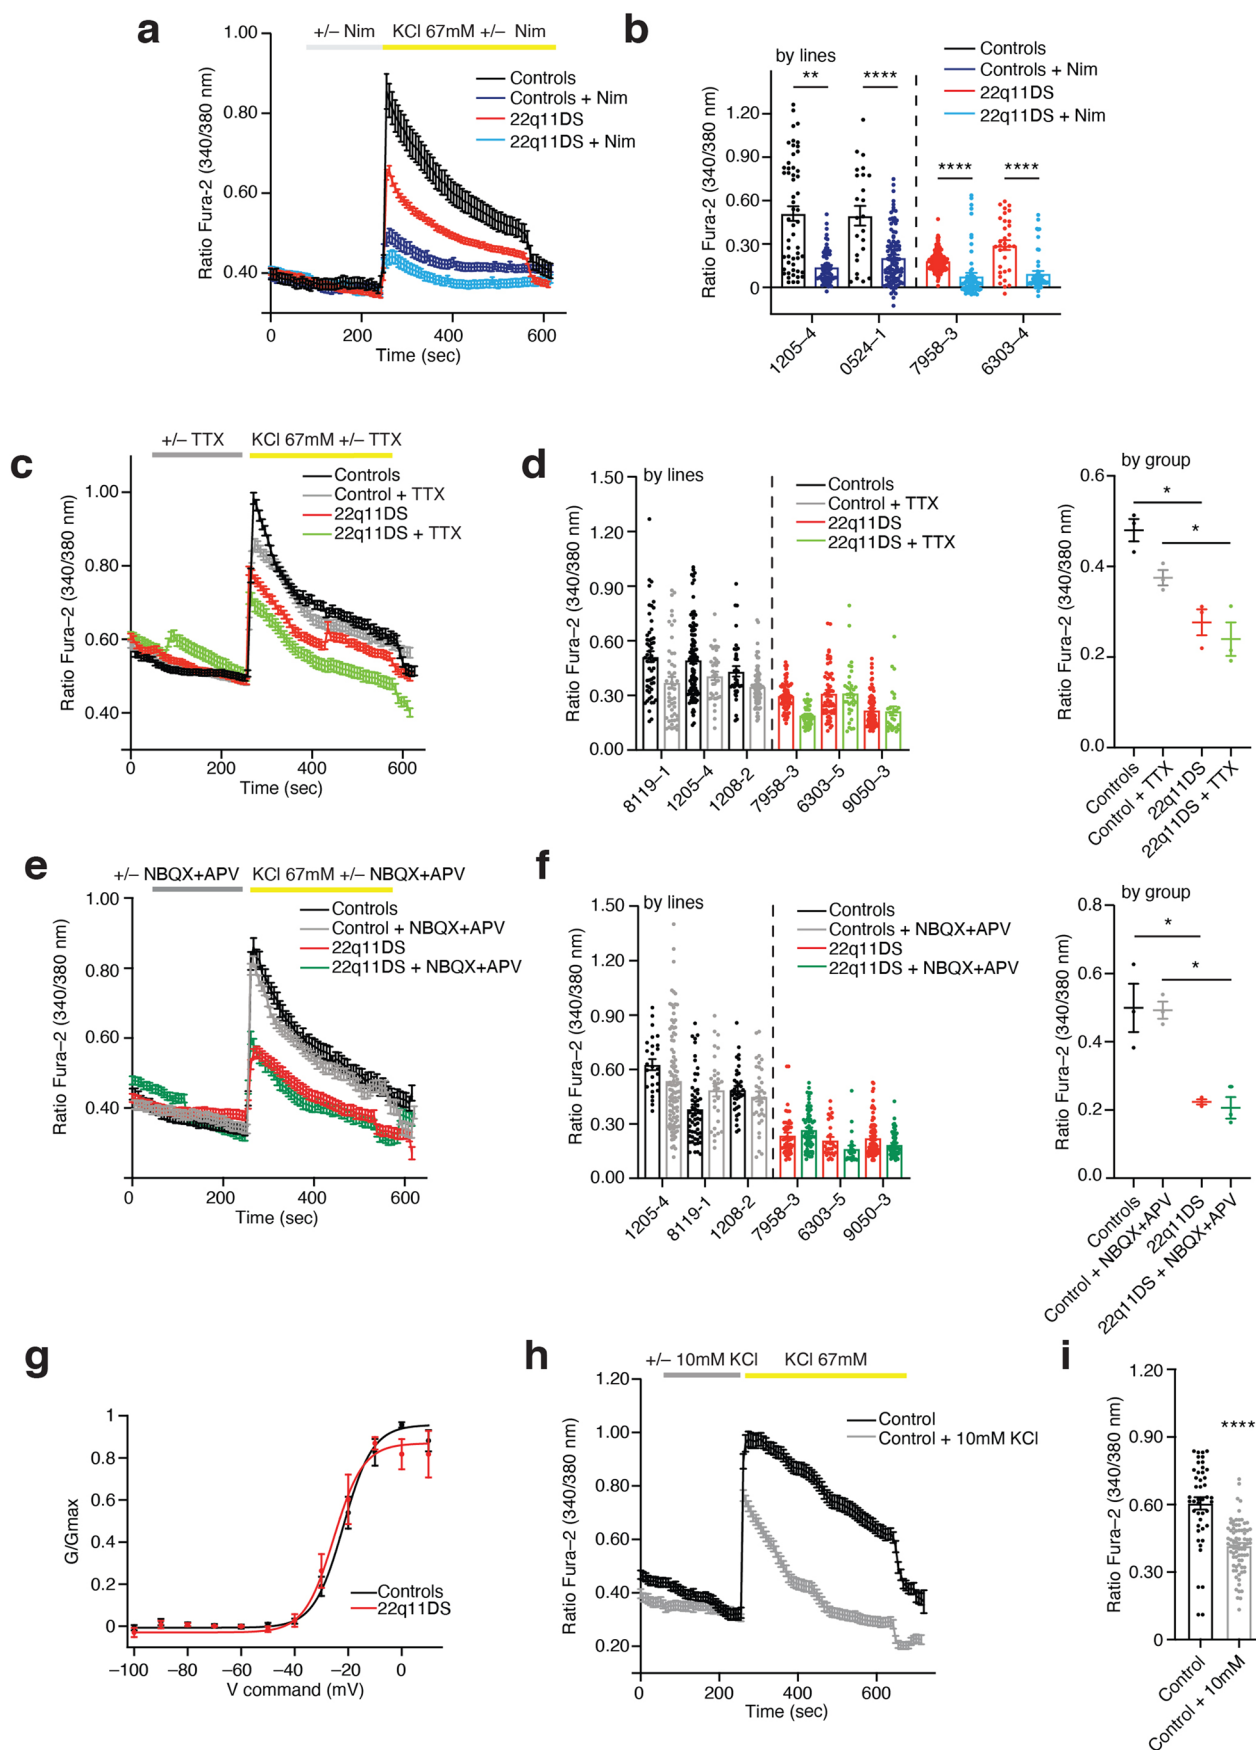 a
+/– Nim
KCl 67mM +/– Nim
1.00
0.80
0.60
0.40
Ratio Fura–2 (340/380 nm)
0
200
400
600
Time (sec)
Controls
Controls + Nim
22q11DS
22q11DS + Nim
b
by lines
Controls
Controls + Nim
22q11DS
22q11DS + Nim
**
****
****
****
1.20
0.90
0.60
0.30
0
Ratio Fura-2 (340/380 nm)
1205–4
0524–1
7958–3
6303–4
c
+/– TTX
KCl 67mM +/– TTX
Controls
Control + TTX
22q11DS
22q11DS + TTX
1.00
0.80
0.60
0.40
Ratio Fura–2 (340/380 nm)
0
200
400
600
Time (sec)
d
by lines
Controls
Control + TTX
22q11DS
22q11DS + TTX
1.50
1.20
0.90
0.60
0.30
0.00
Ratio Fura–2 (340/380 nm)
8119–1
1205–4
1208-2
7958–3
6303–5
9050–3
by group
*
*
0.6
0.4
0.2
0.0
Ratio Fura–2 (340/380 nm)
Controls
Control + TTX
22q11DS
22q11DS + TTX
e
+/– NBQX+APV
KCl 67mM +/– NBQX+APV
Controls
Control + NBQX+APV
22q11DS
22q11DS + NBQX+APV
1.00
0.80
0.60
0.40
Ratio Fura–2 (340/380 nm)
0
200
400
600
Time (sec)
f
by lines
Controls
Controls + NBQX+APV
22q11DS
22q11DS + NBQX+APV
1.50
1.20
0.90
0.60
0.30
0.00
Ratio Fura–2 (340/380 nm)
1205-4
8119–1
1208-2
7958–3
6303–5
9050–3
by group
*
*
0.8
0.6
0.4
0.2
0.0
Ratio Fura–2 (340/380 nm)
Controls
Control + NBQX+APV
22q11DS
22q11DS + NBQX+APV
g
1
0.8
0.6
0.4
0.2
0
G/Gmax
Controls
22q11DS
–100
–80
–60
–40
–20
0
V command (mV)
h
+/– 10mM KCl
KCl 67mM
Control
Control + 10mM KCl
1.20
1.00
0.80
0.60
0.40
0.20
Ratio Fura–2 (340/380 nm)
0
200
400
600
Time (sec)
i
****
1.20
0.90
0.60
0.30
0
Ratio Fura–2 (340/380 nm)
Control
Control + 10mM